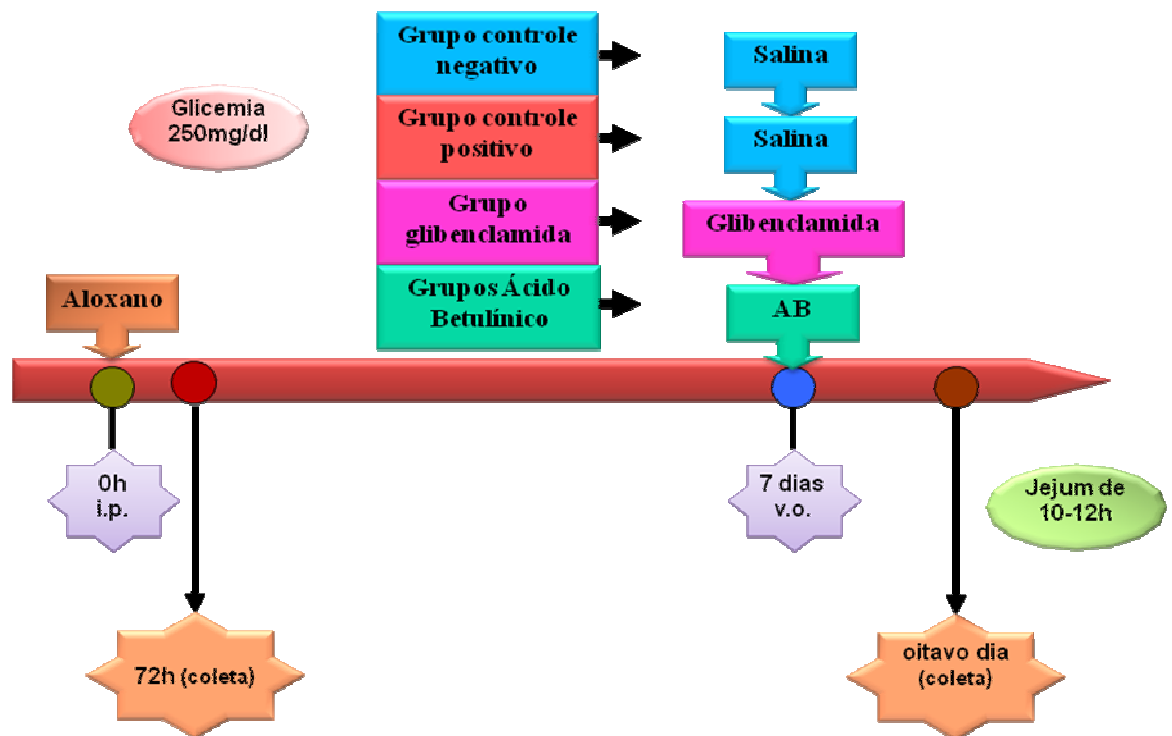 Grupo controle
negativo
Salina
Glicemia
250mg/dl
Grupo controle
positivo
Salina
Grupo
glibenclamida
Glibenclamida
Grupos Ácido
Betulínico
AB
Aloxano
0h
i.p.
7 dias
v.o.
Jejum de
10-12h
72h (coleta)
oitavo dia
(coleta)